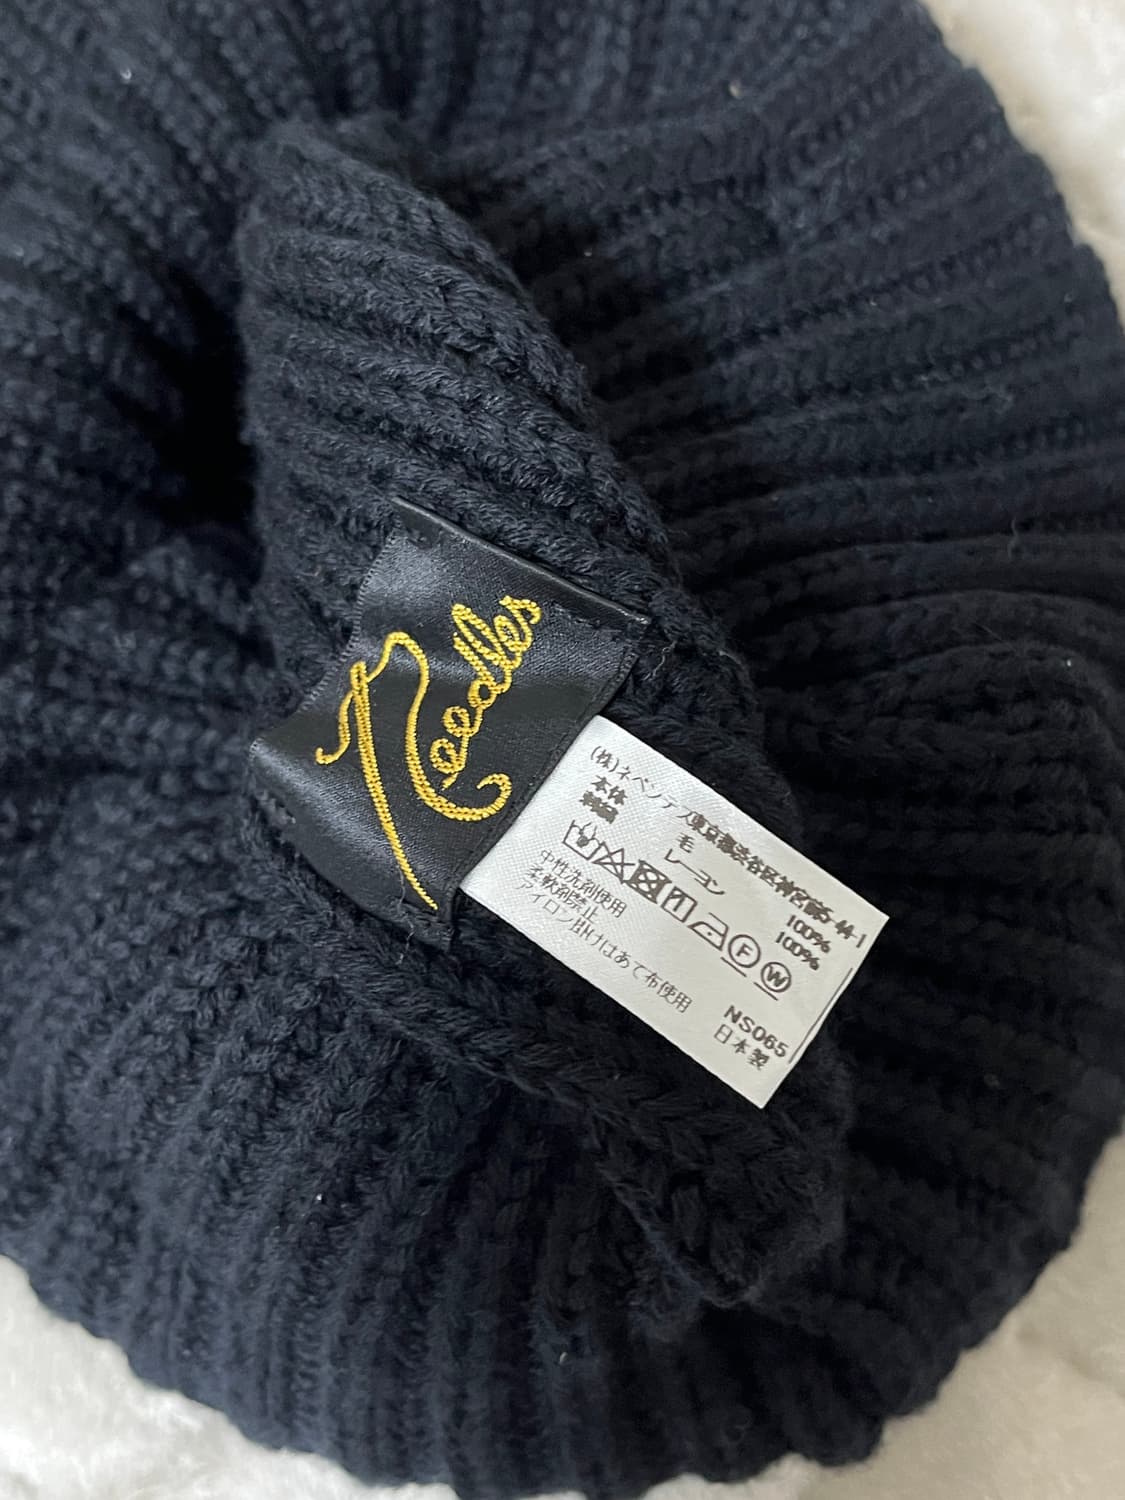 Needles
(株)ネペンテス 東京都渋谷区神宮前5-44-1
本体 毛 100%
刺繍 レーヨン 100%
F W
中性洗剤使用
柔軟剤禁止
アイロン掛けはあて布使用
NS065
日本製